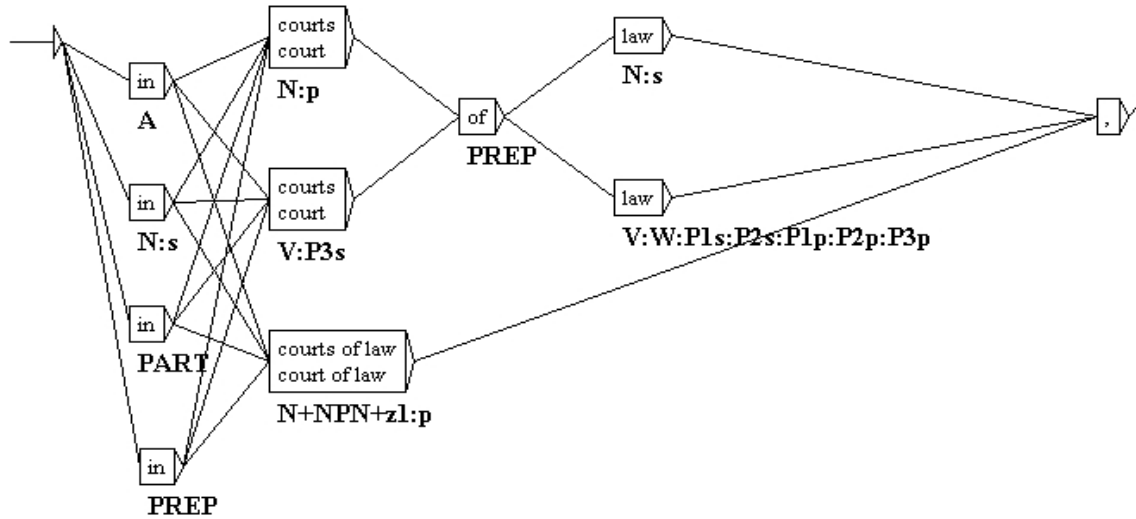 in
A
in
N:s
in
PART
in
PREP
courts
court
N:p
courts
court
V:P3s
courts of law
court of law
N+NPN+z1:p
of
PREP
law
N:s
law
V:W:P1s:P2s:P1p:P2p:P3p
,